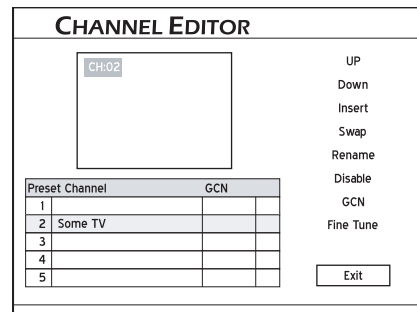 CHANNEL EDITOR
CH:02
UP
Down
Insert
Swap
Rename
Disable
GCN
Fine Tune
Exit
Preset Channel GCN
1
2 Some TV
3
4
5